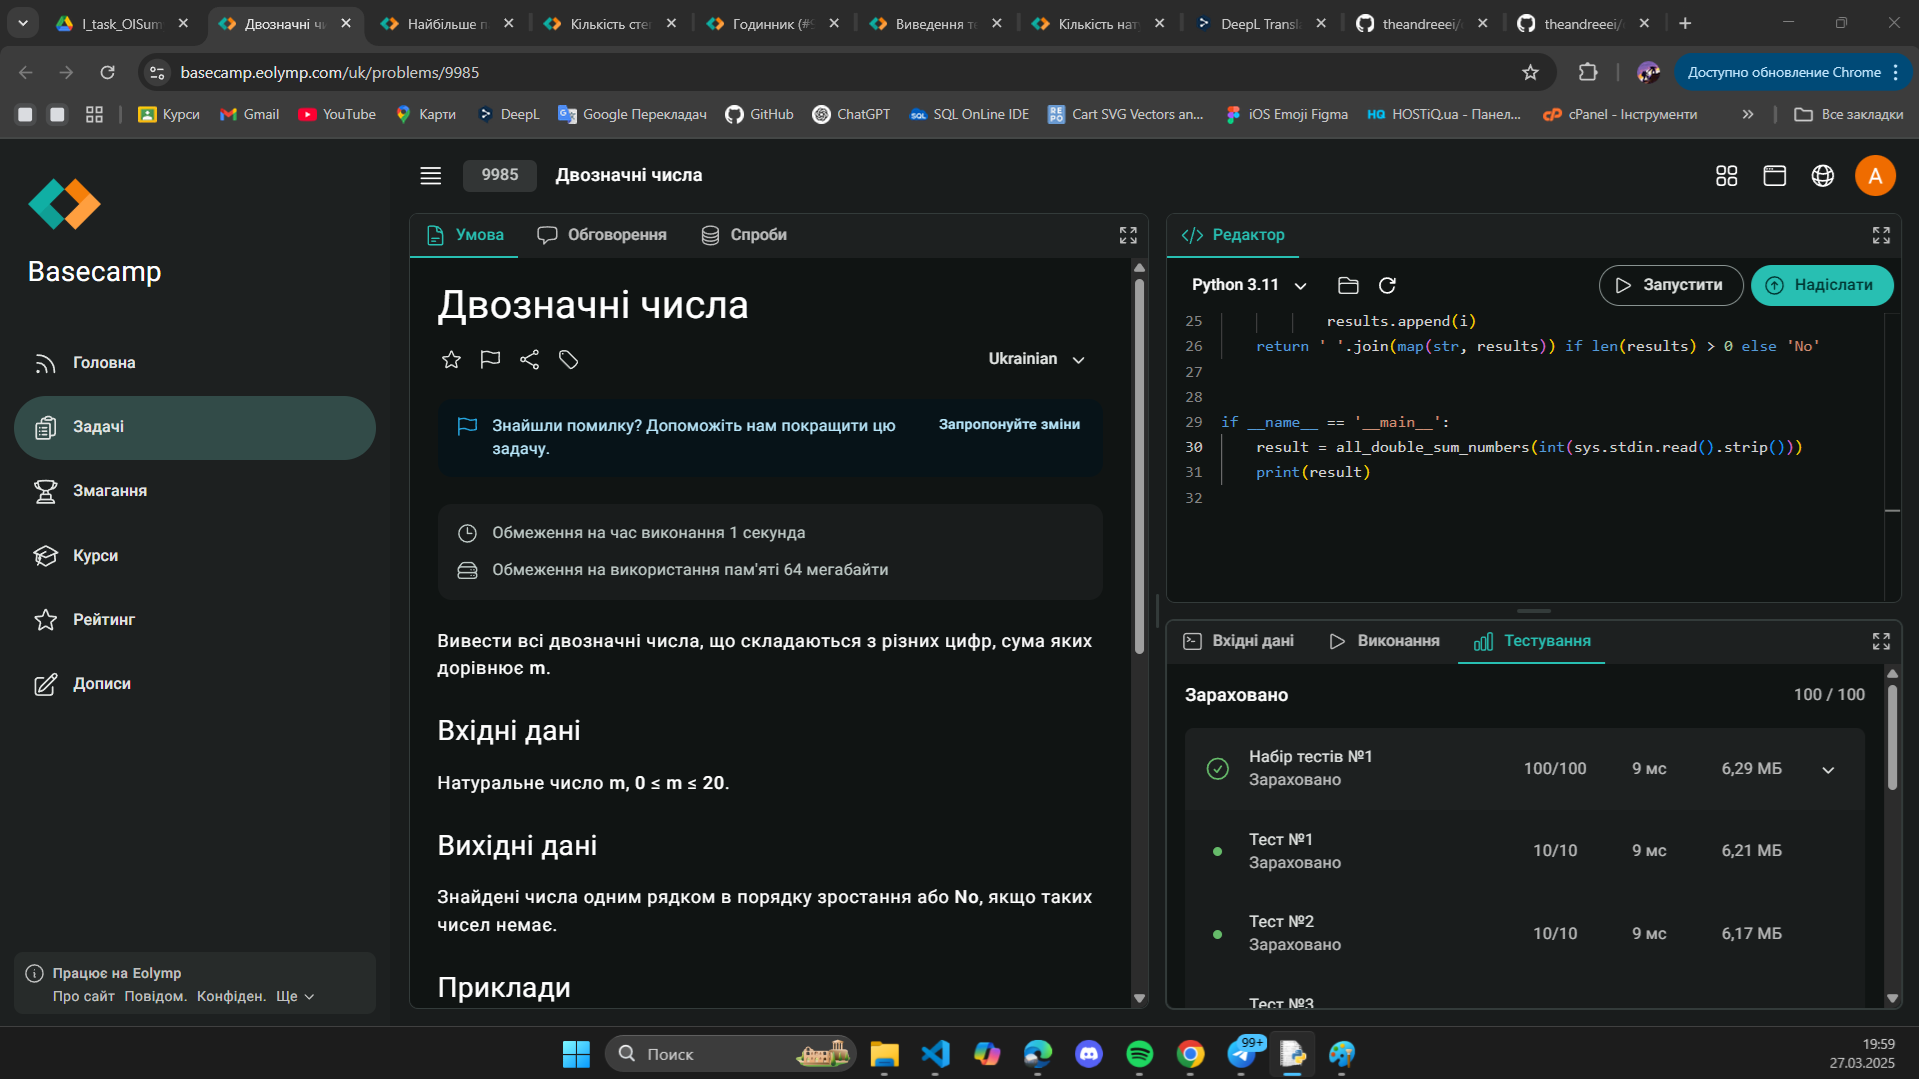 I_task_OISum
Двозначні чи
Найбільше п
Кількість сте
Годинник (#9
Виведення те
Кількість нат
DeepL Transla
theandreeei/
theandreeei/
basecamp.eolymp.com/uk/problems/9985
Доступно обновление Chrome
Курси
Gmail
YouTube
Карти
DeepL
Google Перекладач
GitHub
ChatGPT
SQL OnLine IDE
Cart SVG Vectors an...
iOS Emoji Figma
HOSTiQ.ua - Панел...
cPanel - Інструменти
»
Все закладки
Basecamp
Головна
Задачі
Змагання
Курси
Рейтинг
Дописи
Працює на Eolymp
Про сайт Повідом. Конфіден. Ще
9985 Двозначні числа
A
Умова Обговорення Спроби
Двозначні числа
Ukrainian
Знайшли помилку? Допоможіть нам покращити цю
задачу.
Запропонуйте зміни
Обмеження на час виконання 1 секунда
Обмеження на використання пам'яті 64 мегабайти
Вивести всі двозначні числа, що складаються з різних цифр, сума яких
дорівнює m.
Вхідні дані
Натуральне число m, 0 ≤ m ≤ 20.
Вихідні дані
Знайдені числа одним рядком в порядку зростання або No, якщо таких
чисел немає.
Приклади
Редактор
Python 3.11
Запустити
Надіслати
25 results.append(i)
26 return ' '.join(map(str, results)) if len(results) > 0 else 'No'
27
28
29 if __name__ == '__main__':
30 result = all_double_sum_numbers(int(sys.stdin.read().strip()))
31 print(result)
32
Вхідні дані Виконання Тестування
Зараховано 100 / 100
Набір тестів №1
Зараховано
100/100 9 мс 6,29 МБ
Тест №1
Зараховано
10/10 9 мс 6,21 МБ
Тест №2
Зараховано
10/10 9 мс 6,17 МБ
Тест №3
Поиск
99+
19:59
27.03.2025